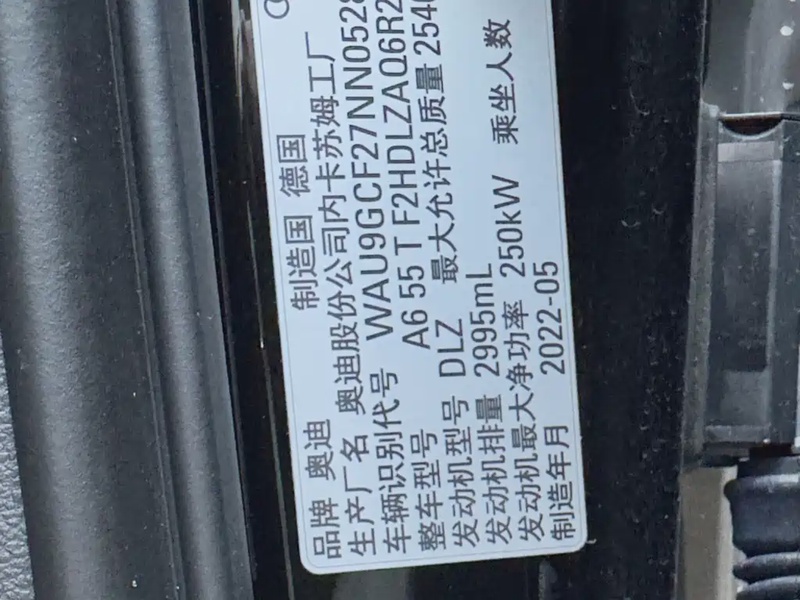 品牌 奥迪 制造国 德国
生产厂名 奥迪股份公司内卡苏姆工厂
车辆识别代号 WAU9GCF27NN0528
整车型号 A6 55 T F2HDLZAQ6R2
发动机型号 DLZ 最大允许总质量 254
发动机排量 2995mL
发动机最大净功率 250kW 乘坐人数
制造年月 2022-05